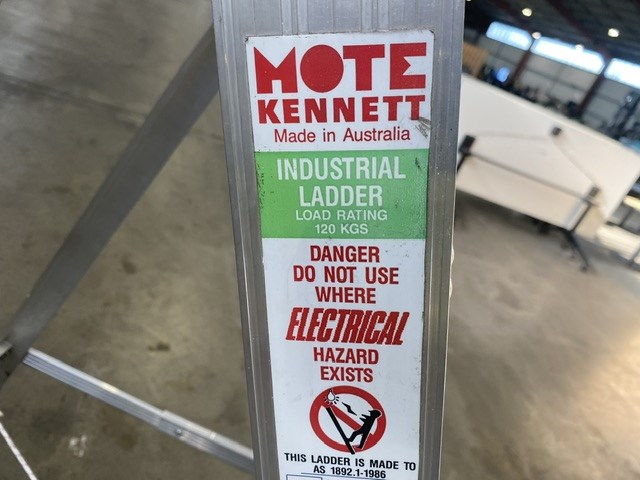 MOTE
KENNETT
Made in Australia
INDUSTRIAL
LADDER
LOAD RATING
120 KGS
DANGER
DO NOT USE
WHERE
ELECTRICAL
HAZARD
EXISTS
THIS LADDER IS MADE TO
AS 1892.1-1986